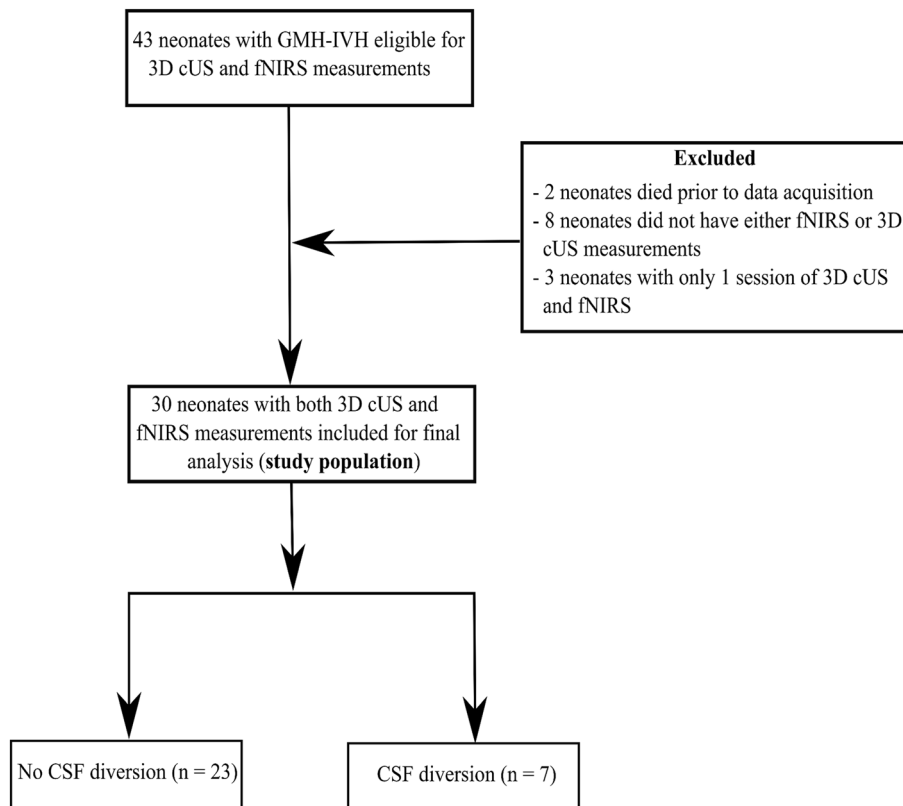 43 neonates with GMH-IVH eligible for
3D cUS and fNIRS measurements
Excluded
- 2 neonates died prior to data acquisition
- 8 neonates did not have either fNIRS or 3D
cUS measurements
- 3 neonates with only 1 session of 3D cUS
and fNIRS
30 neonates with both 3D cUS and
fNIRS measurements included for final
analysis (study population)
No CSF diversion (n = 23)
CSF diversion (n = 7)